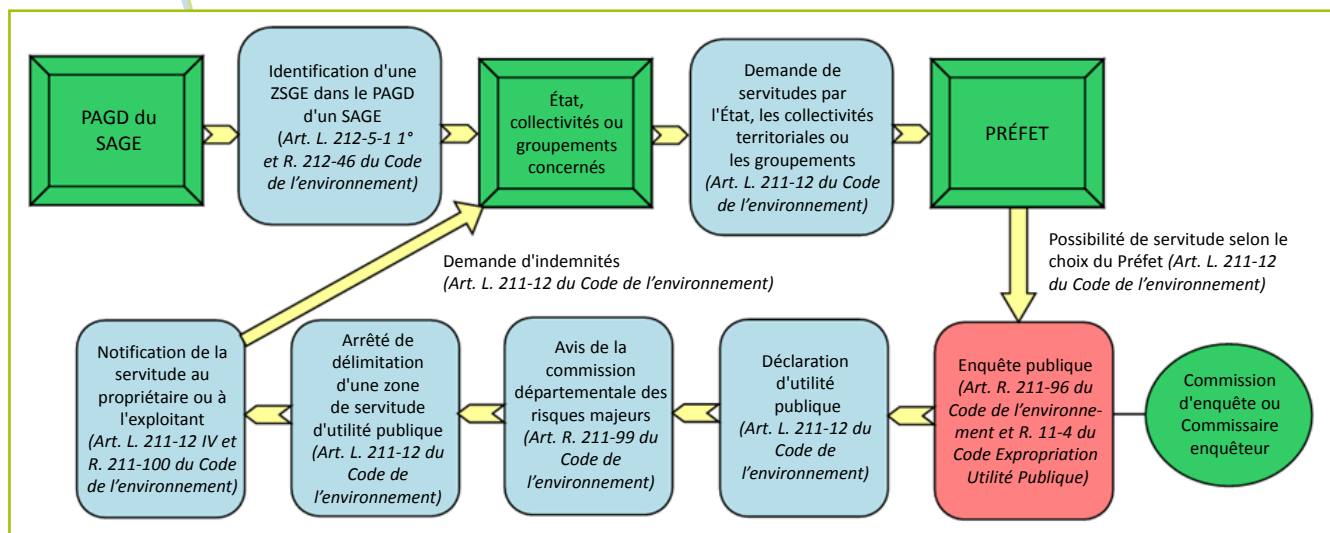 PAGD du
SAGE
Identification d'une
ZSGE dans le PAGD
d'un SAGE
(Art. L. 212-5-1 1°
et R. 212-46 du Code
de l'environnement)
État,
collectivités ou
groupements
concernés
Demande de
servitudes par
l'État, les collectivités
territoriales ou
les groupements
(Art. L. 211-12 du Code
de l'environnement)
PRÉFET
Possibilité de servitude selon le
choix du Préfet (Art. L. 211-12
du Code de l'environnement)
Demande d'indemnités
(Art. L. 211-12 du Code de l'environnement)
Notification de la
servitude au
propriétaire ou à
l'exploitant
(Art. L. 211-12 IV et
R. 211-100 du Code
de l'environnement)
Arrêté de
délimitation
d'une zone
de servitude
d'utilité publique
(Art. L. 211-12 du
Code de
l'environnement)
Avis de la
commission
départementale des
risques majeurs
(Art. R. 211-99 du
Code de
l'environnement)
Déclaration
d'utilité
publique
(Art. L. 211-12 du
Code de
l'environnement)
Enquête publique
(Art. R. 211-96 du
Code de l'environne-
ment et R. 11-4 du
Code Expropriation
Utilité Publique)
Commission
d'enquête ou
Commissaire
enquêteur